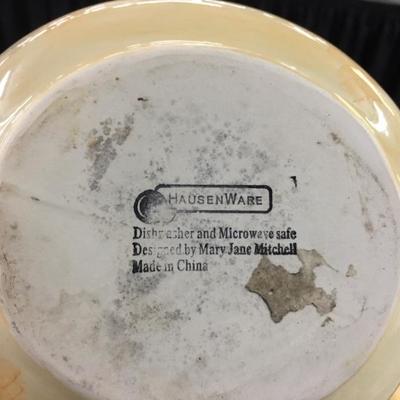 HAUSENWARE
Dishwasher and Microwave safe
Designed by Mary Jane Mitchell
Made in China